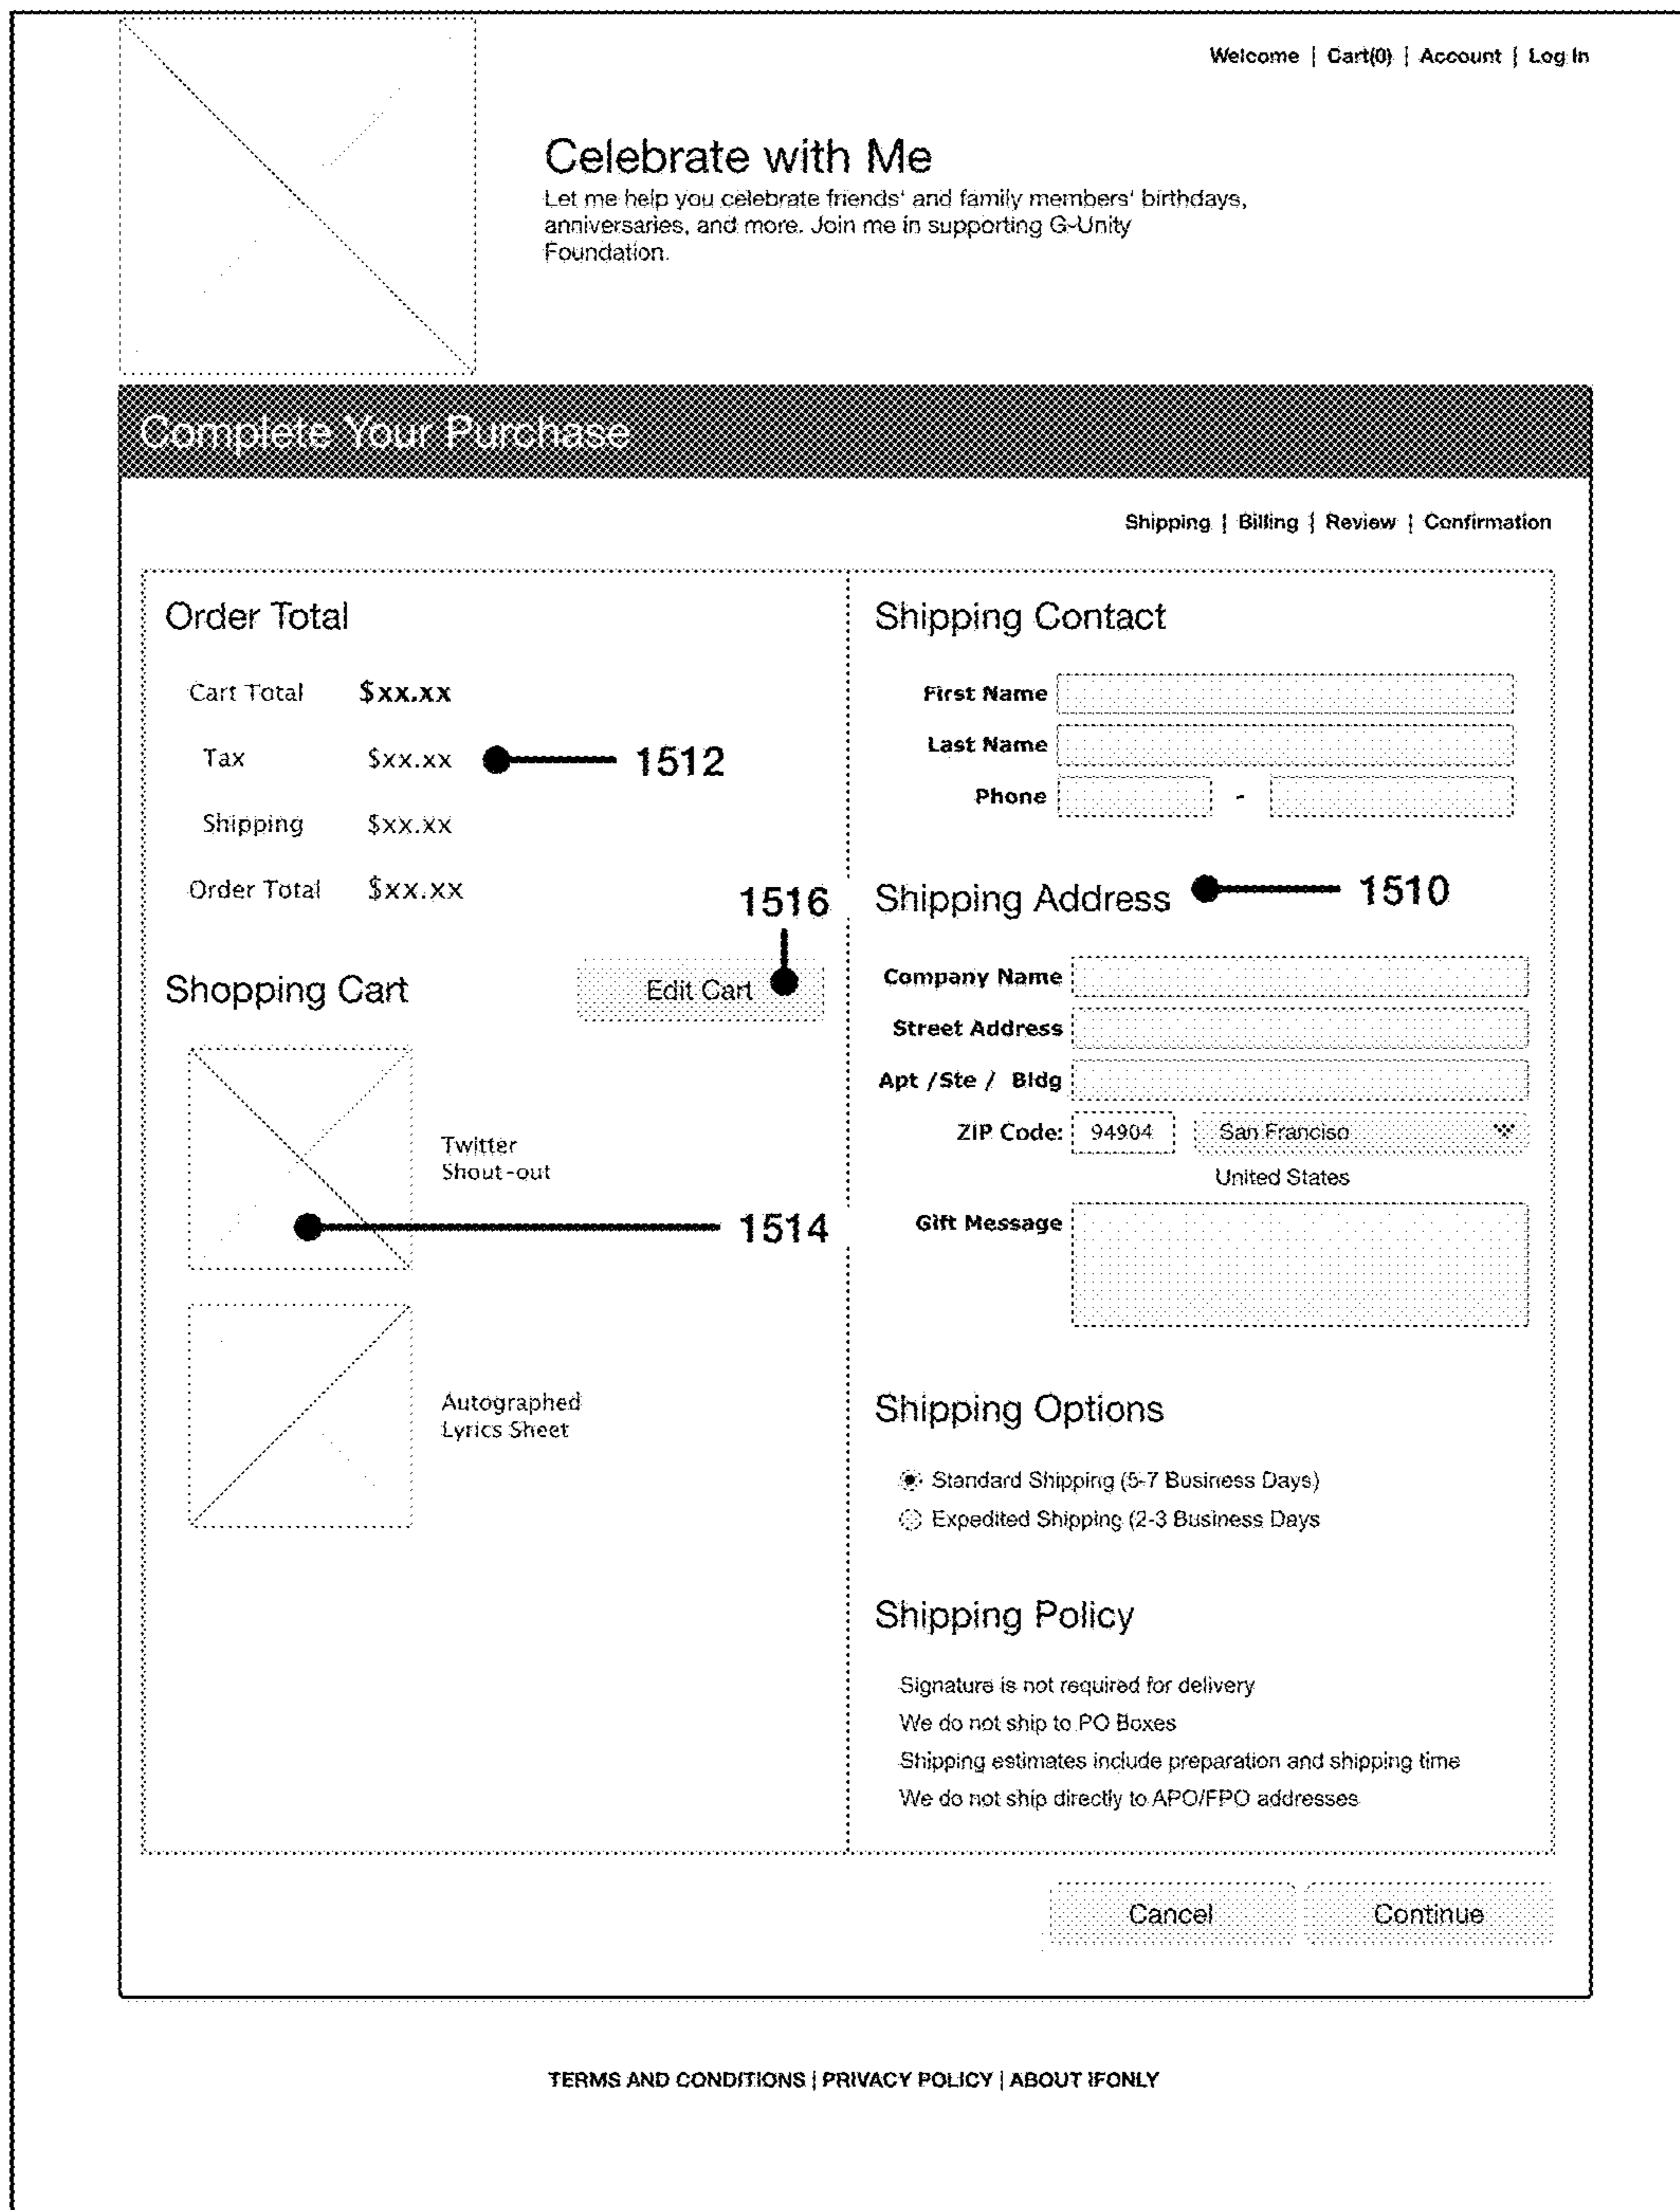 Welcome | Cart(0) | Account | Log In
Celebrate with Me
Let me help you celebrate friends' and family members' birthdays,
anniversaries, and more. Join me in supporting G-Unity
Foundation.
Complete Your Purchase
Shipping | Billing | Review | Confirmation
Order Total
Cart Total $xx.xx
Tax $xx.xx 1512
Shipping $xx.xx
Order Total $xx.xx
1516
Shopping Cart
Edit Cart
Twitter
Shout-out
1514
Autographed
Lyrics Sheet
Shipping Contact
First Name
Last Name
Phone -
Shipping Address 1510
Company Name
Street Address
Apt /Ste / Bldg
ZIP Code: 94904 San Franciso
United States
Gift Message
Shipping Options
Standard Shipping (5-7 Business Days)
Expedited Shipping (2-3 Business Days
Shipping Policy
Signature is not required for delivery
We do not ship to PO Boxes
Shipping estimates include preparation and shipping time
We do not ship directly to APO/FPO addresses
Cancel Continue
TERMS AND CONDITIONS | PRIVACY POLICY | ABOUT IFONLY